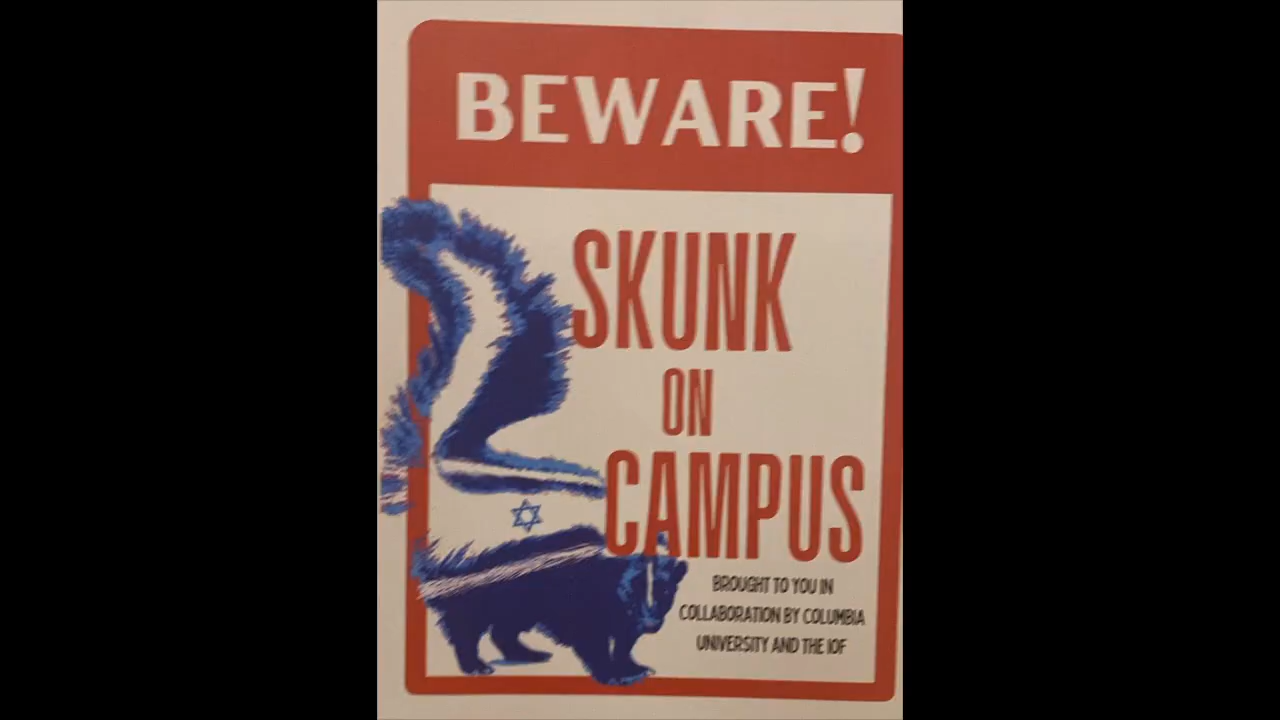 BEWARE!
SKUNK
ON
CAMPUS
BROUGHT TO YOU IN
COLLABORATION BY COLUMBIA
UNIVERSITY AND THE IOF